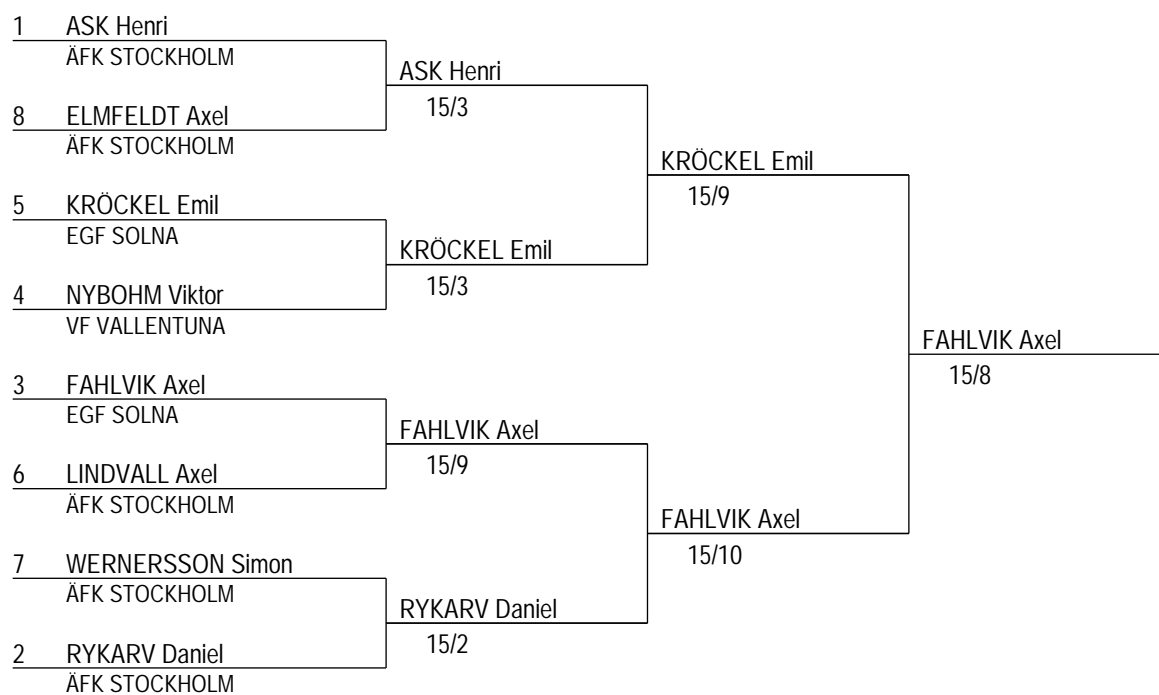 1 ASK Henri
ÄFK STOCKHOLM
8 ELMFELDT Axel
ÄFK STOCKHOLM
5 KRÖCKEL Emil
EGF SOLNA
4 NYBOHM Viktor
VF VALLENTUNA
3 FAHLVIK Axel
EGF SOLNA
6 LINDVALL Axel
ÄFK STOCKHOLM
7 WERNERSSON Simon
ÄFK STOCKHOLM
2 RYKARV Daniel
ÄFK STOCKHOLM
ASK Henri
15/3
KRÖCKEL Emil
15/3
FAHLVIK Axel
15/9
RYKARV Daniel
15/2
KRÖCKEL Emil
15/9
FAHLVIK Axel
15/10
FAHLVIK Axel
15/8